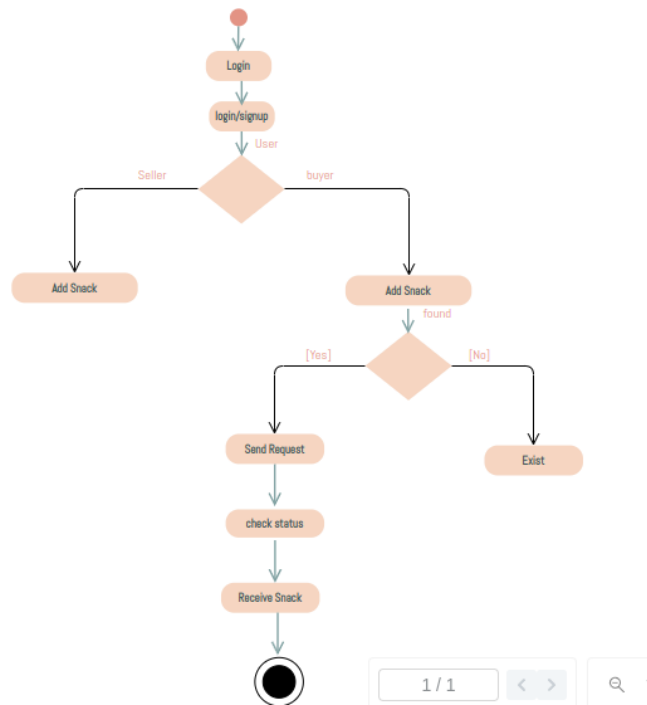 Login
login/signup
User
Seller
buyer
Add Snack
Add Snack
found
[Yes]
[No]
Send Request
Exist
check status
Receive Snack
1 / 1